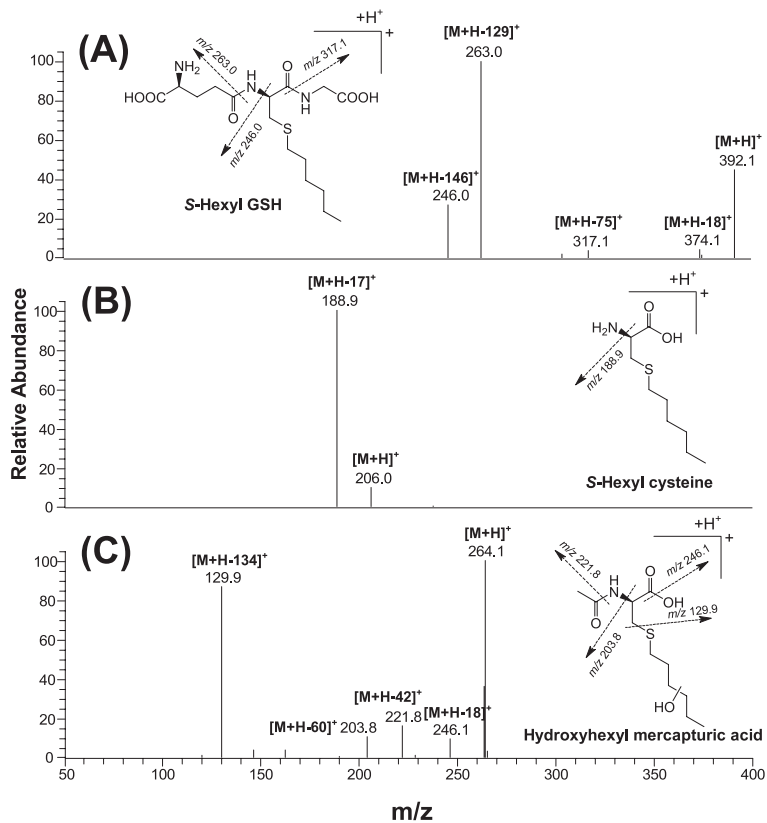 (A)
+H+
+
[M+H-129]+
263.0
m/z 263.0
m/z 317.1
NH2
HOOC
O
H
N
O
N
H
COOH
S
m/z 246.0
S-Hexyl GSH
[M+H-146]+
246.0
[M+H-75]+
317.1
[M+H-18]+
374.1
[M+H]+
392.1
100
80
60
40
20
0
(B)
[M+H-17]+
188.9
[M+H]+
206.0
+H+
+
O
H2N
OH
S
m/z 188.9
S-Hexyl cysteine
100
80
60
40
20
0
Relative Abundance
(C)
[M+H-134]+
129.9
[M+H]+
264.1
[M+H-60]+
203.8
[M+H-42]+
221.8
[M+H-18]+
246.1
+H+
+
m/z 221.8
m/z 246.1
H
N
O
OH
O
m/z 129.9
S
m/z 203.8
HO
Hydroxyhexyl mercapturic acid
100
80
60
40
20
0
50 100 150 200 250 300 350 400
m/z